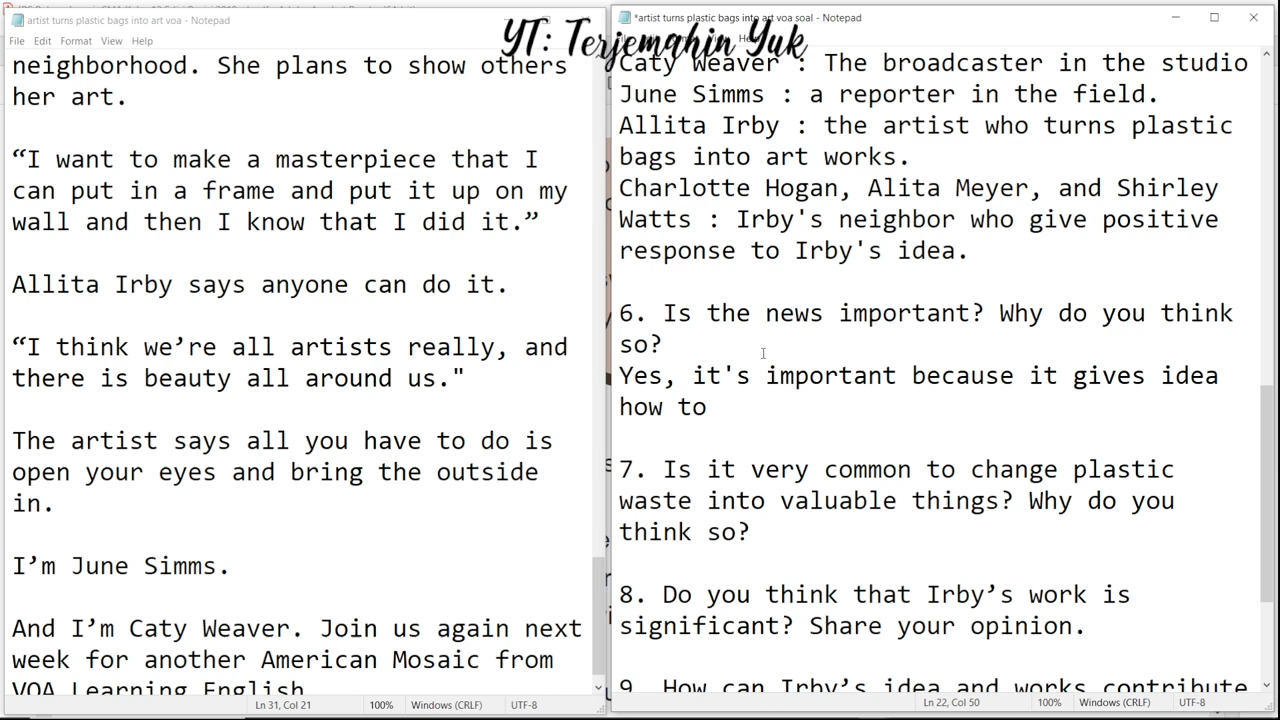 artist turns plastic bags into art voa - Notepad
File Edit Format View Help
neighborhood. She plans to show others
her art.
“I want to make a masterpiece that I
can put in a frame and put it up on my
wall and then I know that I did it.”
Allita Irby says anyone can do it.
“I think we’re all artists really, and
there is beauty all around us."
The artist says all you have to do is
open your eyes and bring the outside
in.
I’m June Simms.
And I’m Caty Weaver. Join us again next
week for another American Mosaic from
VOA Learning English
Ln 31, Col 21 100% Windows (CRLF) UTF-8
YT: Terjemahin Yuk
*artist turns plastic bags into art voa soal - Notepad
Caty Weaver : The broadcaster in the studio
June Simms : a reporter in the field.
Allita Irby : the artist who turns plastic
bags into art works.
Charlotte Hogan, Alita Meyer, and Shirley
Watts : Irby's neighbor who give positive
response to Irby's idea.
6. Is the news important? Why do you think
so?
Yes, it's important because it gives idea
how to
7. Is it very common to change plastic
waste into valuable things? Why do you
think so?
8. Do you think that Irby’s work is
significant? Share your opinion.
9. How can Irby’s idea and works contribute
Ln 22, Col 50 100% Windows (CRLF) UTF-8